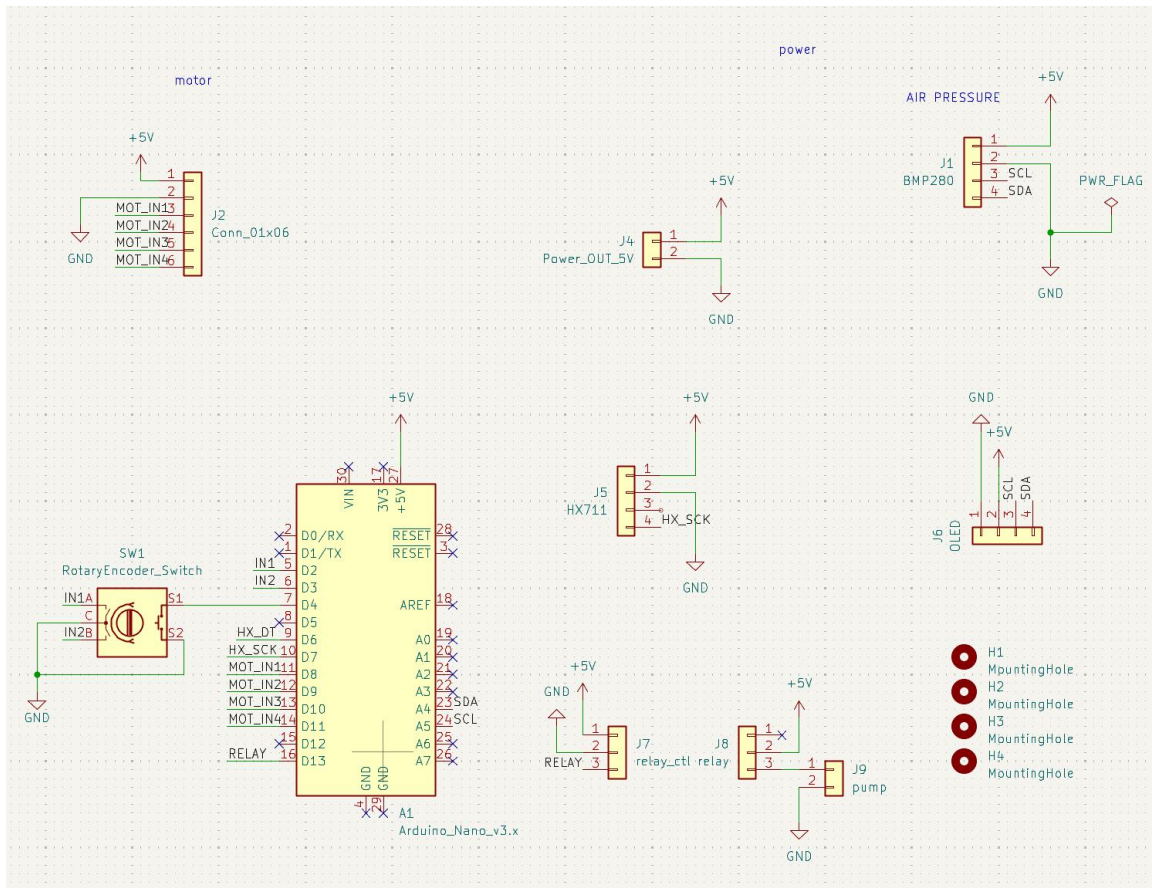 power
motor
+5V
AIR PRESSURE
+5V
1
2
MOT_IN1 3
MOT_IN2 4
MOT_IN3 5
MOT_IN4 6
J2
Conn_01x06
GND
+5V
J4
Power_OUT_5V
1
2
GND
J1
BMP280
1
2
3 SCL
4 SDA
PWR_FLAG
GND
+5V
30 17 27
VIN 3V3 +5V
2 D0/RX RESET 28
1 D1/TX RESET 3
IN1 5 D2
IN2 6 D3
7 D4 AREF 18
8 D5
HX_DT 9 D6 A0 19
HX_SCK 10 D7 A1 20
MOT_IN1 11 D8 A2 21
MOT_IN2 12 D9 A3 22
MOT_IN3 13 D10 A4 23 SDA
MOT_IN4 14 D11 A5 24 SCL
15 D12 A6 25
RELAY 16 D13 A7 26
GND GND
4 29
A1
Arduino_Nano_v3.x
SW1
RotaryEncoder_Switch
IN1 A S1
C
IN2 B S2
GND
+5V
J5
HX711
1
2
3
4 HX_SCK
GND
GND
+5V
SCL SDA
1 2 3 4
J6
OLED
+5V
GND
1
2
RELAY 3
J7
relay_ctl
+5V
J8
relay
1
2
3
1
2
J9
pump
GND
H1
MountingHole
H2
MountingHole
H3
MountingHole
H4
MountingHole